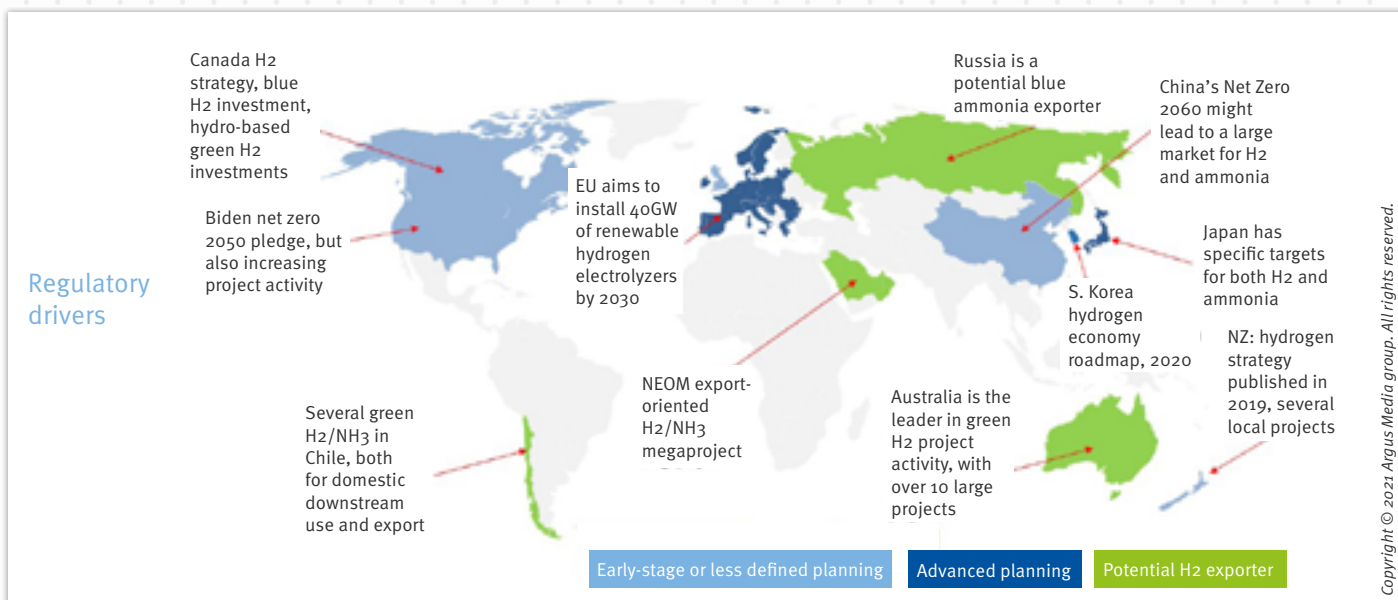 Regulatory
drivers
Canada H2
strategy, blue
H2 investment,
hydro-based
green H2
investments
Biden net zero
2050 pledge, but
also increasing
project activity
EU aims to
install 40GW
of renewable
hydrogen
electrolyzers
by 2030
Russia is a
potential blue
ammonia exporter
China's Net Zero
2060 might
lead to a large
market for H2
and ammonia
Japan has
specific targets
for both H2 and
ammonia
S. Korea
hydrogen
economy
roadmap, 2020
NZ: hydrogen
strategy
published in
2019, several
local projects
Several green
H2/NH3 in
Chile, both
for domestic
downstream
use and export
NEOM export-
oriented
H2/NH3
megaproject
Australia is the
leader in green
H2 project
activity, with
over 10 large
projects
Early-stage or less defined planning
Advanced planning
Potential H2 exporter
Copyright © 2021 Argus Media group. All rights reserved.